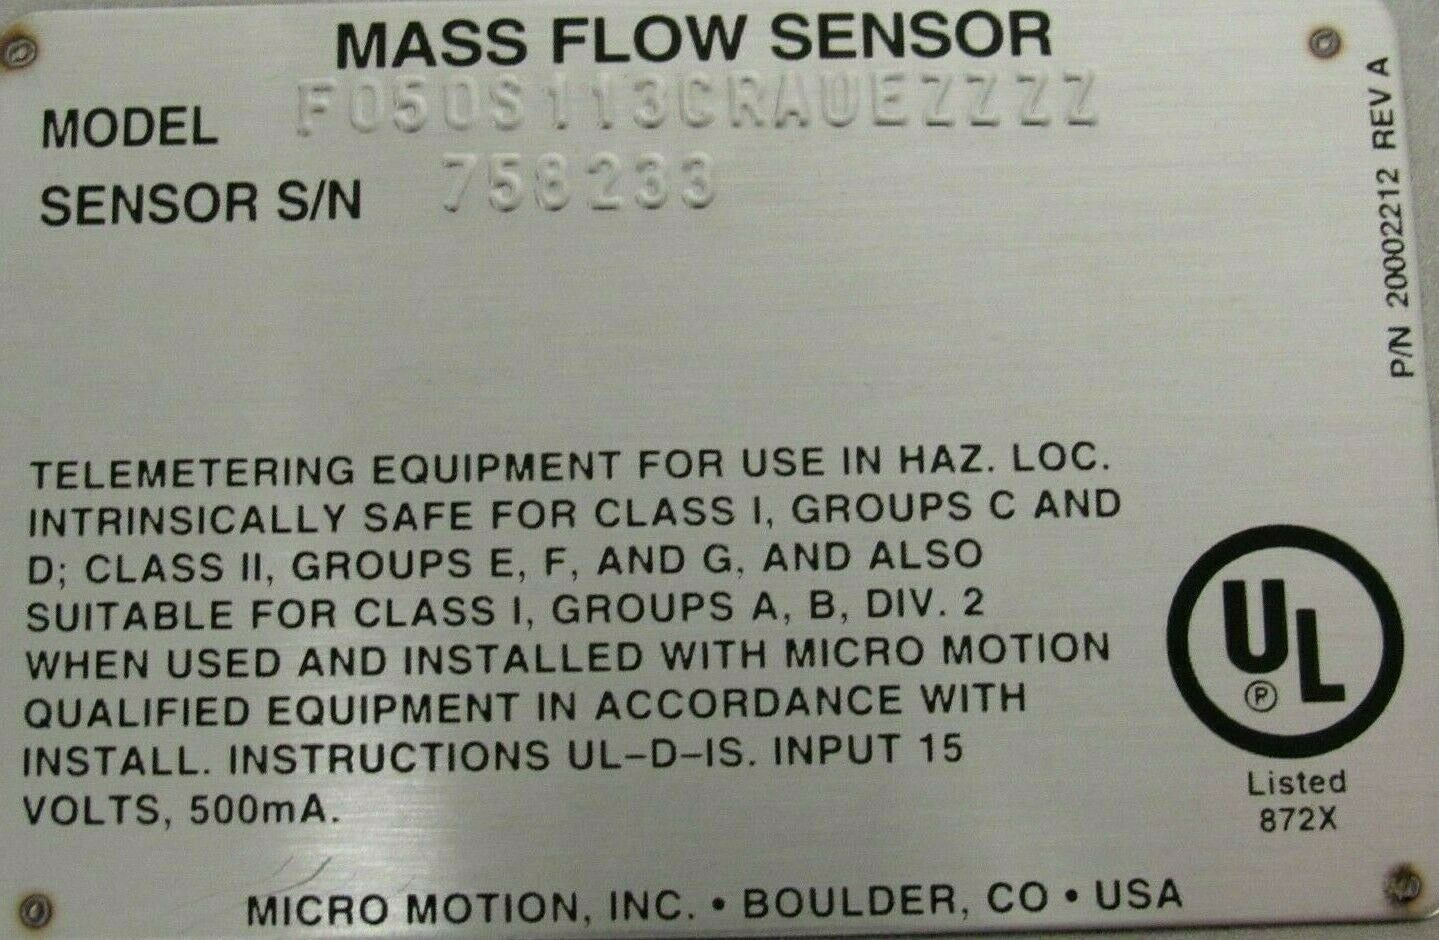 MASS FLOW SENSOR
MODEL F050S113CRAUEZZZZ
SENSOR S/N 758233
P/N 20002212 REV A
TELEMETERING EQUIPMENT FOR USE IN HAZ. LOC.
INTRINSICALLY SAFE FOR CLASS I, GROUPS C AND
D; CLASS II, GROUPS E, F, AND G, AND ALSO
SUITABLE FOR CLASS I, GROUPS A, B, DIV. 2
WHEN USED AND INSTALLED WITH MICRO MOTION
QUALIFIED EQUIPMENT IN ACCORDANCE WITH
INSTALL. INSTRUCTIONS UL-D-IS. INPUT 15
VOLTS, 500mA.
UL
P
Listed
872X
MICRO MOTION, INC. • BOULDER, CO • USA